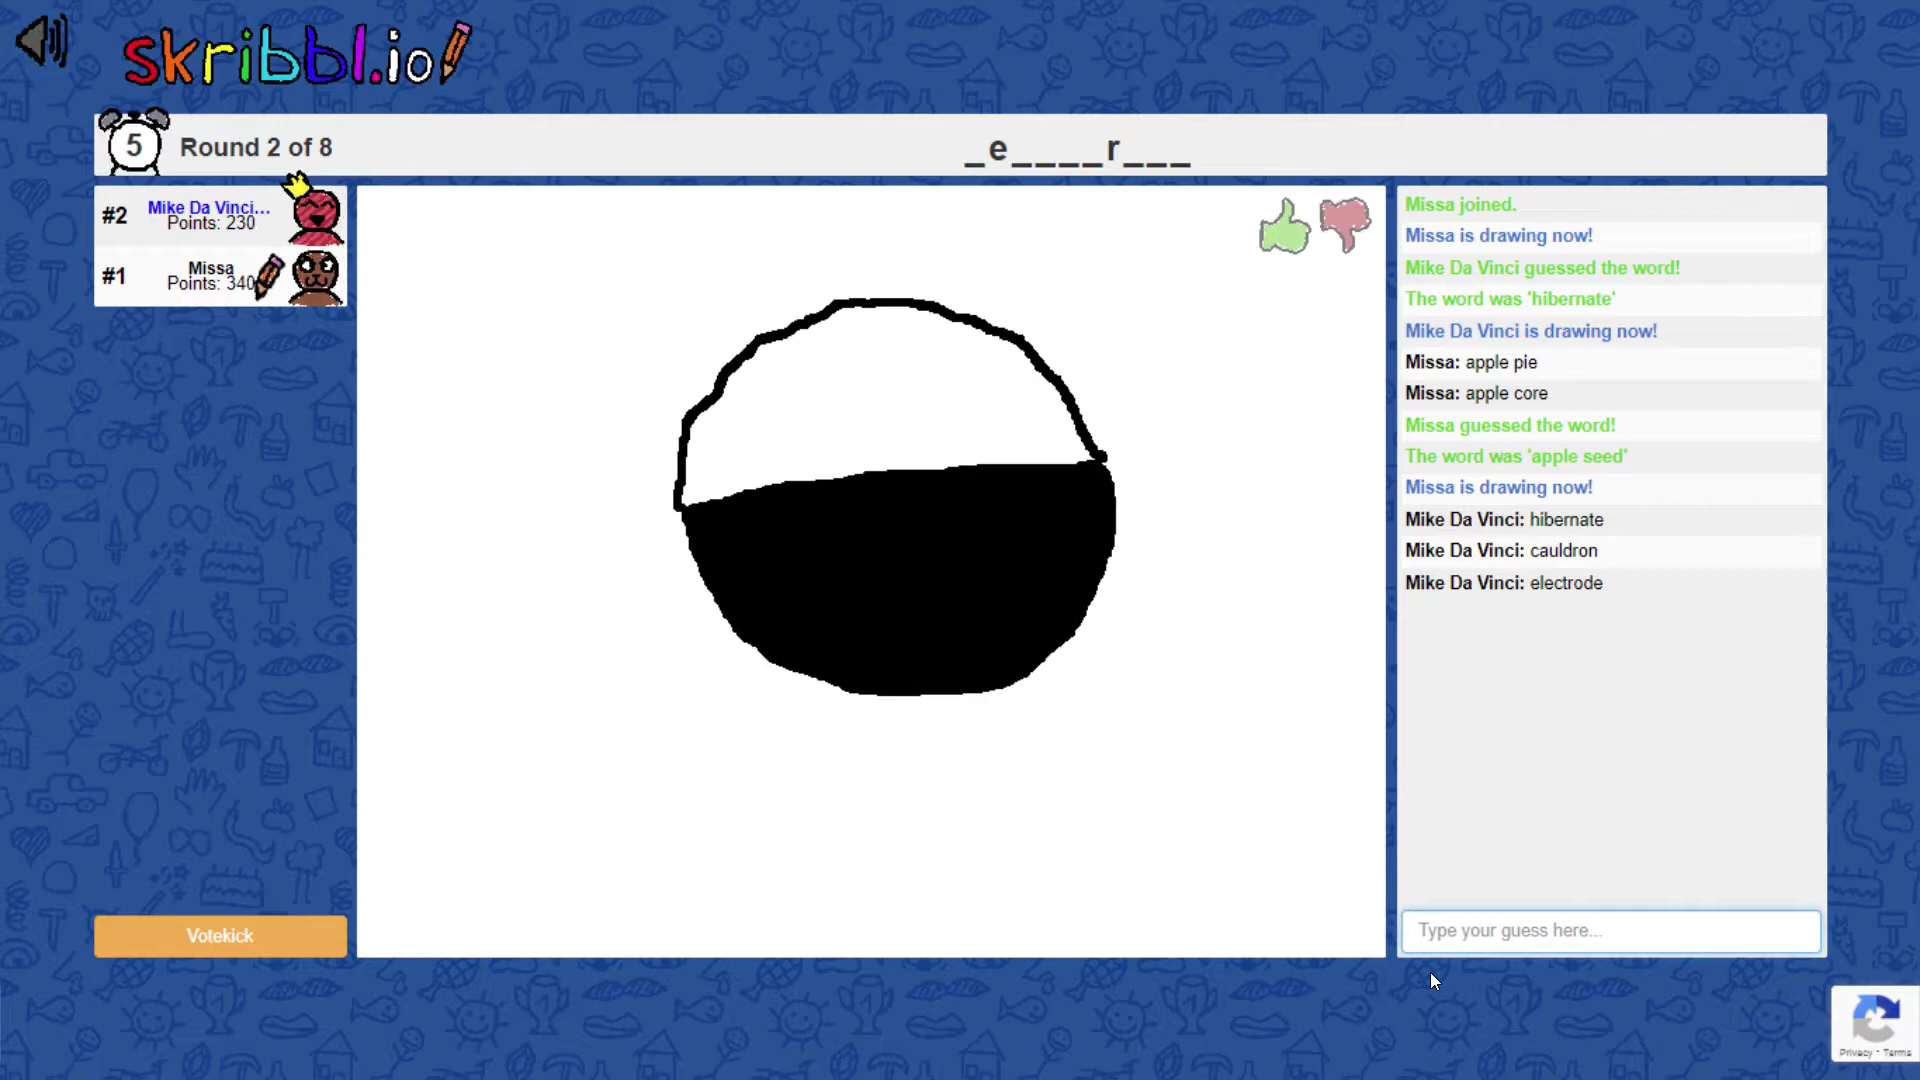 skribbl.io
5
Round 2 of 8
_e____r___
#2
Mike Da Vinci...
Points: 230
#1
Missa
Points: 340
Votekick
Missa joined.
Missa is drawing now!
Mike Da Vinci guessed the word!
The word was 'hibernate'
Mike Da Vinci is drawing now!
Missa: apple pie
Missa: apple core
Missa guessed the word!
The word was 'apple seed'
Missa is drawing now!
Mike Da Vinci: hibernate
Mike Da Vinci: cauldron
Mike Da Vinci: electrode
Type your guess here...
Privacy - Terms